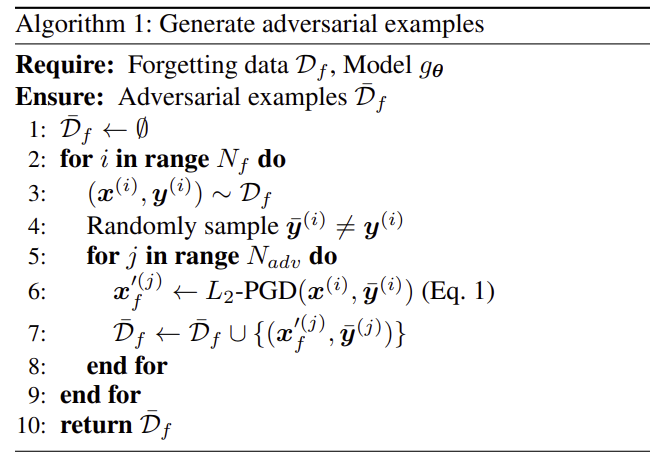 Algorithm 1: Generate adversarial examples
Require: Forgetting data 𝒟_f, Model g_θ
Ensure: Adversarial examples 𝒟̄_f
1: 𝒟̄_f ← ∅
2: for i in range N_f do
3: (x^(i), y^(i)) ∼ 𝒟_f
4: Randomly sample ȳ^(i) ≠ y^(i)
5: for j in range N_adv do
6: x′_f^(j) ← L_2-PGD(x^(i), ȳ^(i)) (Eq. 1)
7: 𝒟̄_f ← 𝒟̄_f ∪ {(x′_f^(j), ȳ^(j))}
8: end for
9: end for
10: return 𝒟̄_f